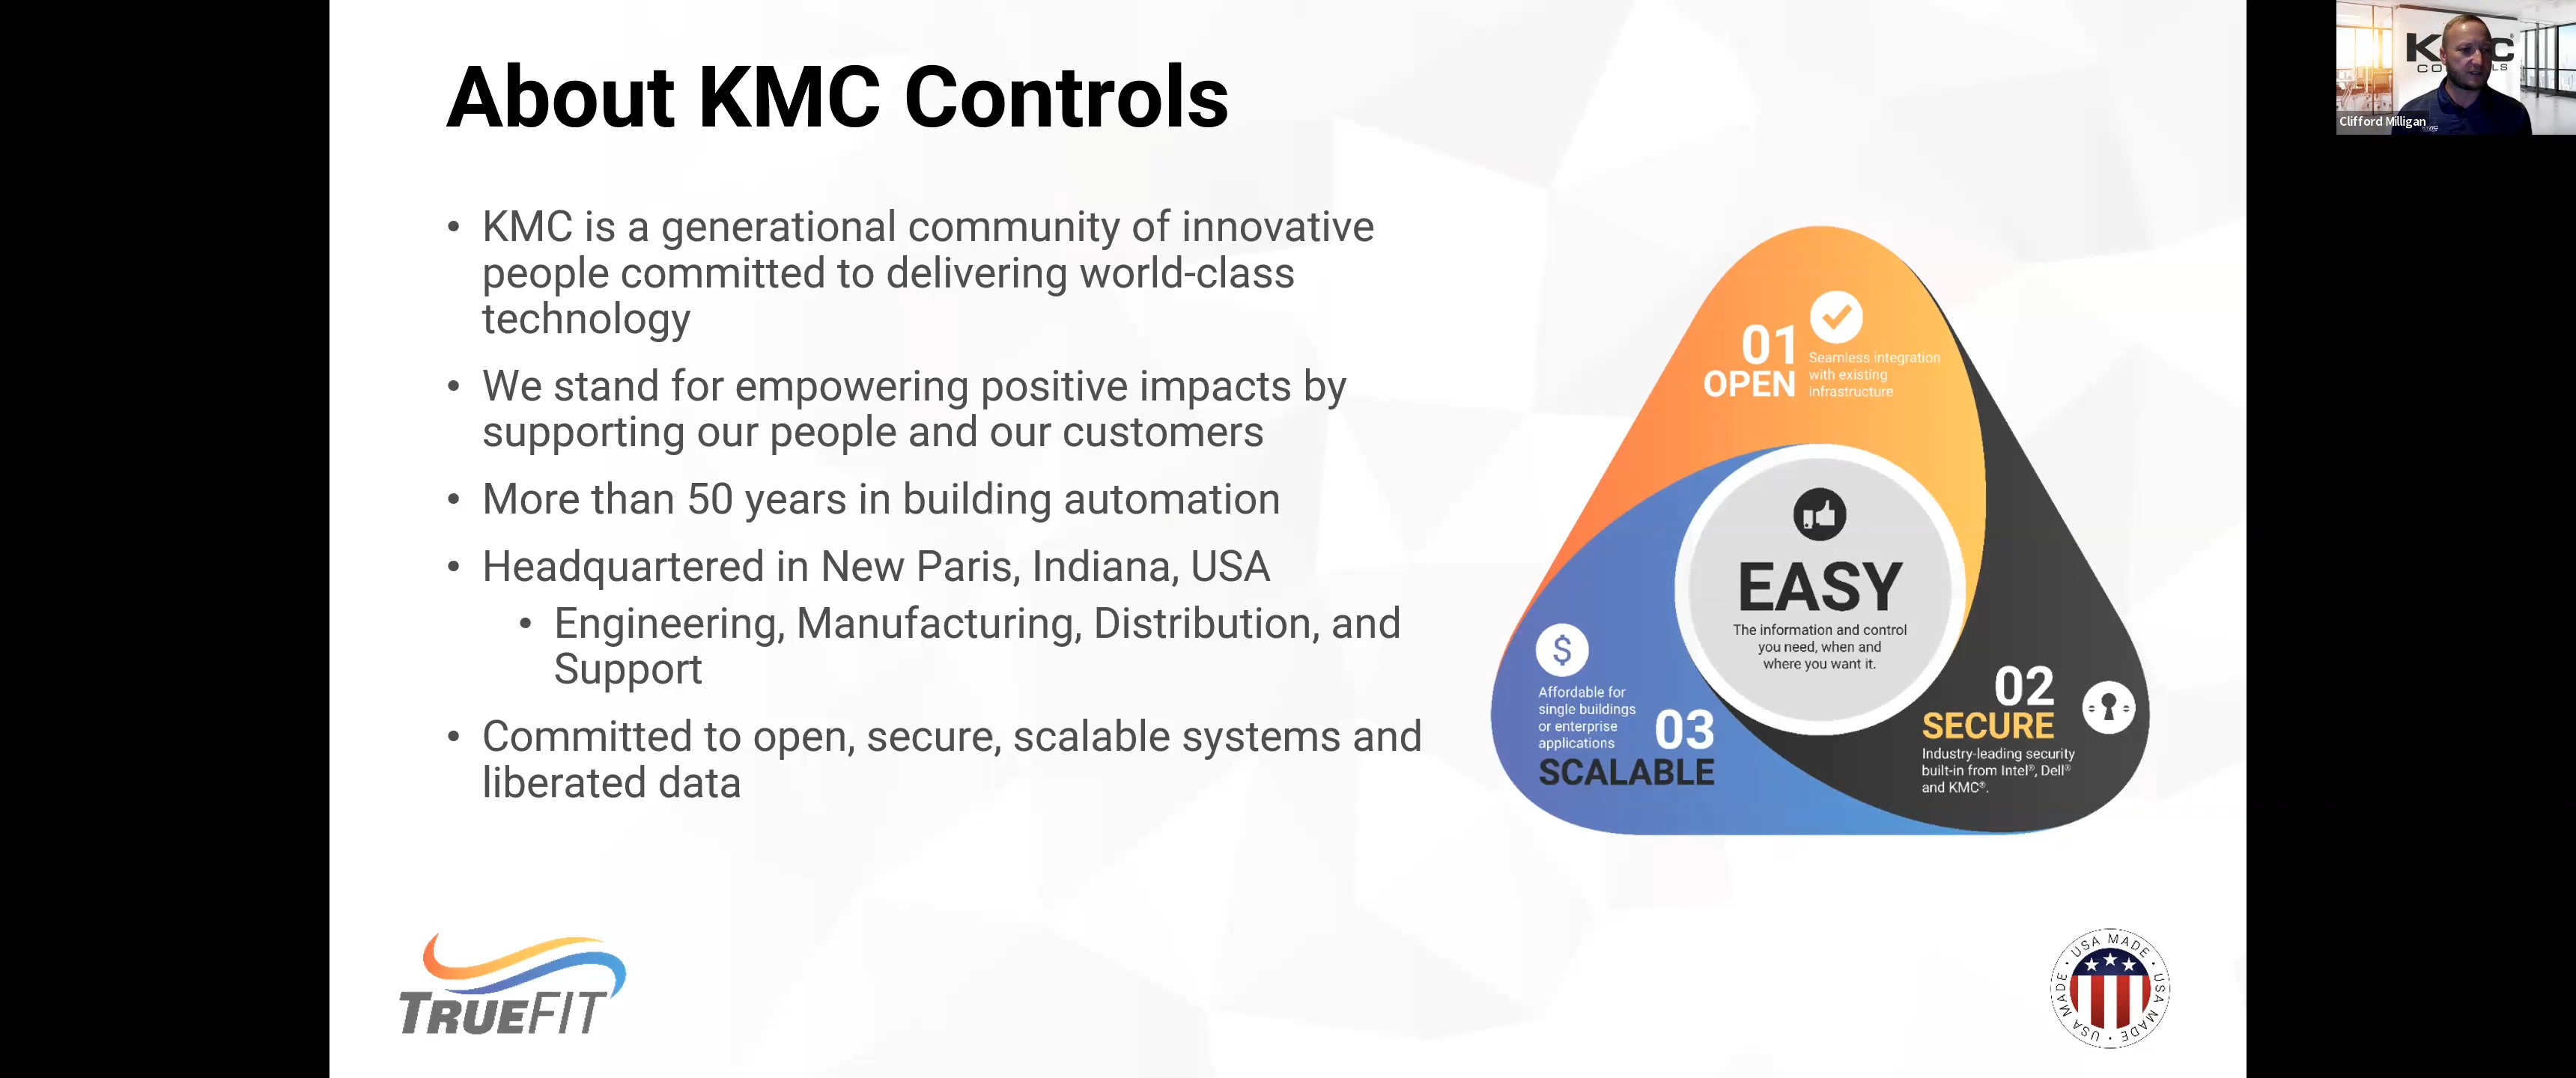 About KMC Controls
• KMC is a generational community of innovative
people committed to delivering world-class
technology
• We stand for empowering positive impacts by
supporting our people and our customers
• More than 50 years in building automation
• Headquartered in New Paris, Indiana, USA
• Engineering, Manufacturing, Distribution, and
Support
• Committed to open, secure, scalable systems and
liberated data
01
OPEN
Seamless integration
with existing
infrastructure
EASY
The information and control
you need, when and
where you want it.
02
SECURE
Industry-leading security
built-in from Intel®, Dell®
and KMC®.
$
Affordable for
single buildings
or enterprise
applications
03
SCALABLE
TRUEFIT
USA MADE • USA MADE • USA MADE •
K C
CO LS
Clifford Milligan